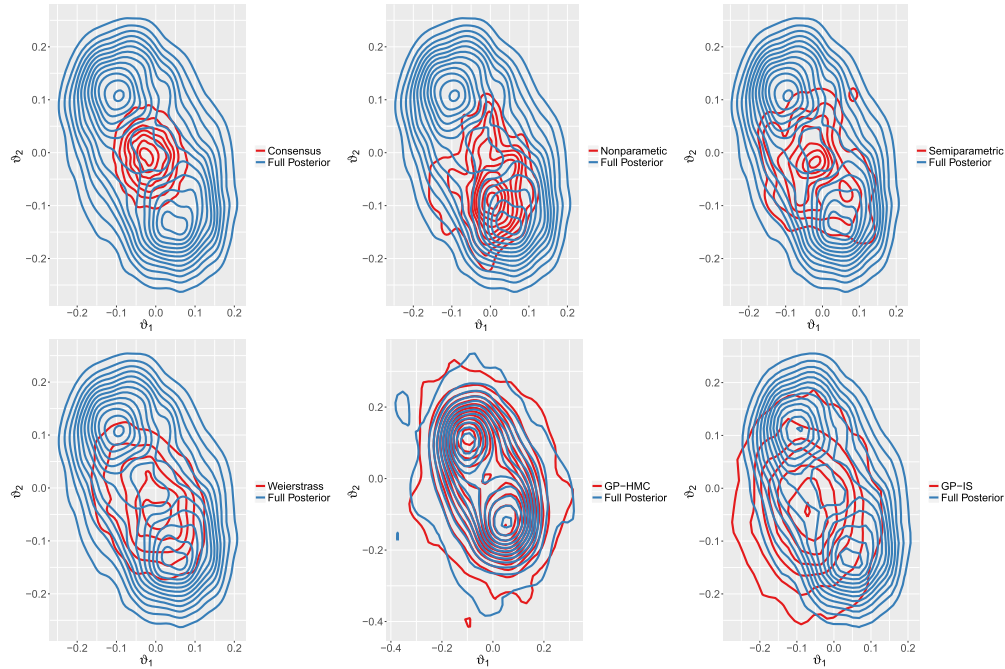 0.2
0.1
0.0
−0.1
−0.2
ϑ2
−0.2 −0.1 0.0 0.1 0.2
ϑ1
Consensus
Full Posterior
0.2
0.1
0.0
−0.1
−0.2
ϑ2
−0.2 −0.1 0.0 0.1 0.2
ϑ1
Nonparametic
Full Posterior
0.2
0.1
0.0
−0.1
−0.2
ϑ2
−0.2 −0.1 0.0 0.1 0.2
ϑ1
Semiparametric
Full Posterior
0.2
0.1
0.0
−0.1
−0.2
ϑ2
−0.2 −0.1 0.0 0.1 0.2
ϑ1
Weierstrass
Full Posterior
0.2
0.0
−0.2
−0.4
ϑ2
−0.4 −0.2 0.0 0.2
ϑ1
GP−HMC
Full Posterior
0.2
0.1
0.0
−0.1
−0.2
ϑ2
−0.2 −0.1 0.0 0.1 0.2
ϑ1
GP−IS
Full Posterior